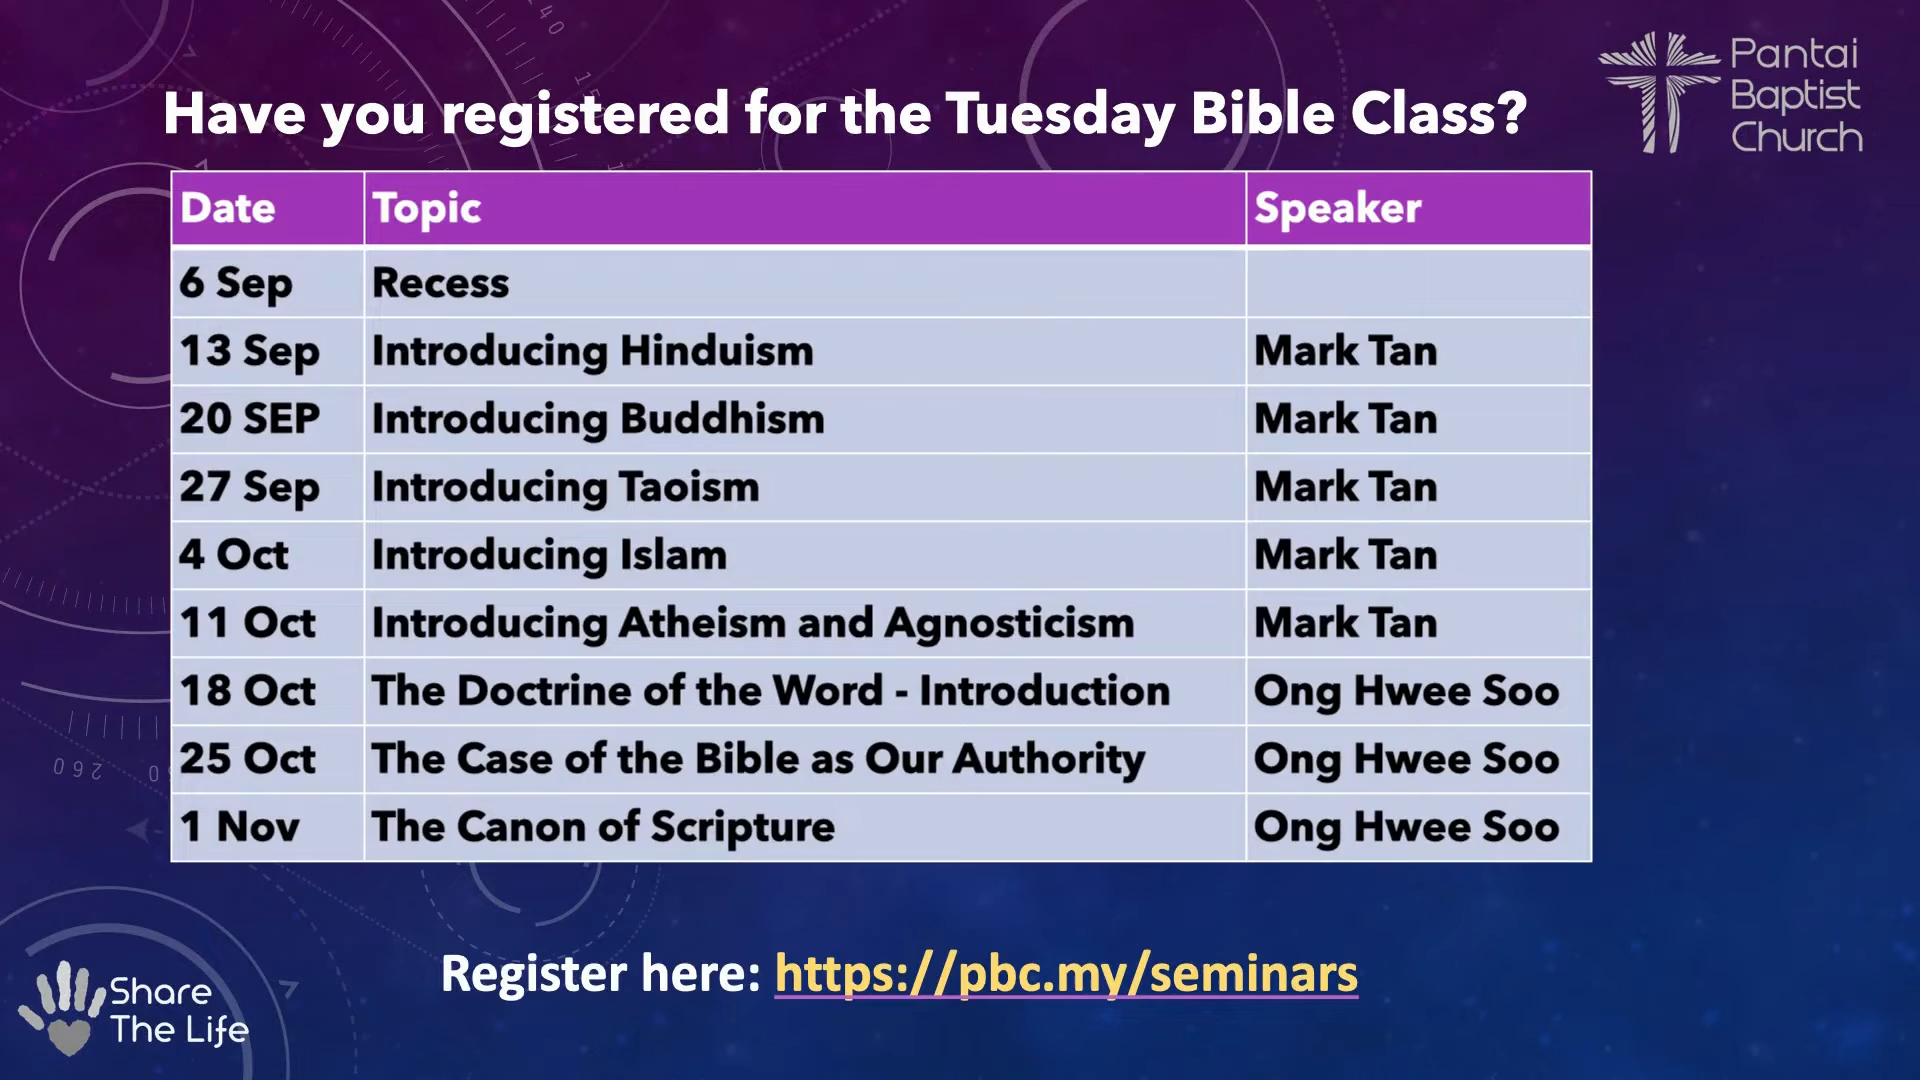 Pantai
Baptist
Church
Have you registered for the Tuesday Bible Class?
Date Topic Speaker
6 Sep Recess
13 Sep Introducing Hinduism Mark Tan
20 SEP Introducing Buddhism Mark Tan
27 Sep Introducing Taoism Mark Tan
4 Oct Introducing Islam Mark Tan
11 Oct Introducing Atheism and Agnosticism Mark Tan
18 Oct The Doctrine of the Word - Introduction Ong Hwee Soo
25 Oct The Case of the Bible as Our Authority Ong Hwee Soo
1 Nov The Canon of Scripture Ong Hwee Soo
Register here: https://pbc.my/seminars
Share
The Life
260
40